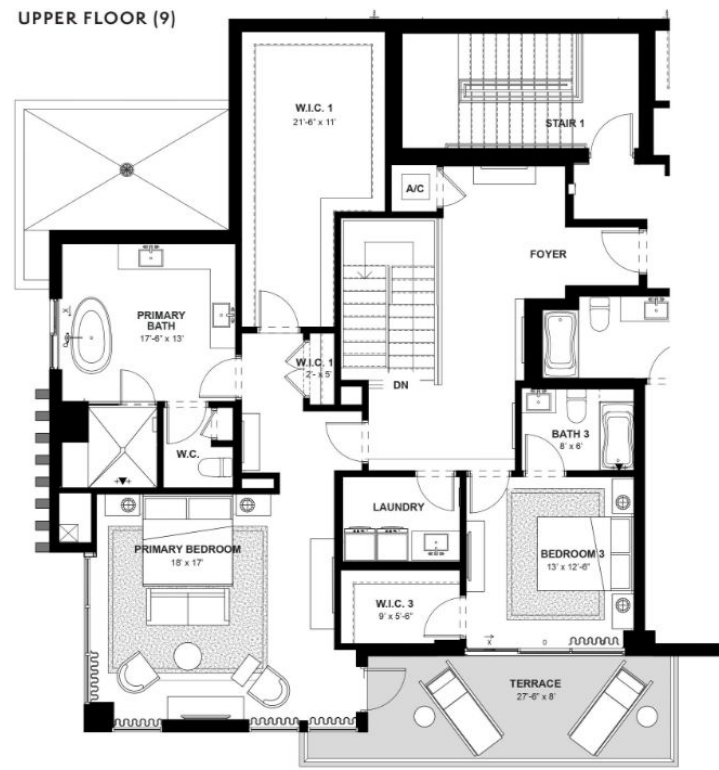 UPPER FLOOR (9)
W.I.C. 1
21'-6" x 11'
STAIR 1
A/C
FOYER
PRIMARY
BATH
17'-6" x 13'
W.I.C. 1
2'- x 5'
DN
BATH 3
8' x 6'
W.C.
LAUNDRY
PRIMARY BEDROOM
18' x 17'
BEDROOM 3
13' x 12'-6"
W.I.C. 3
9' x 5'-6"
X
O
TERRACE
27'-6" x 8'